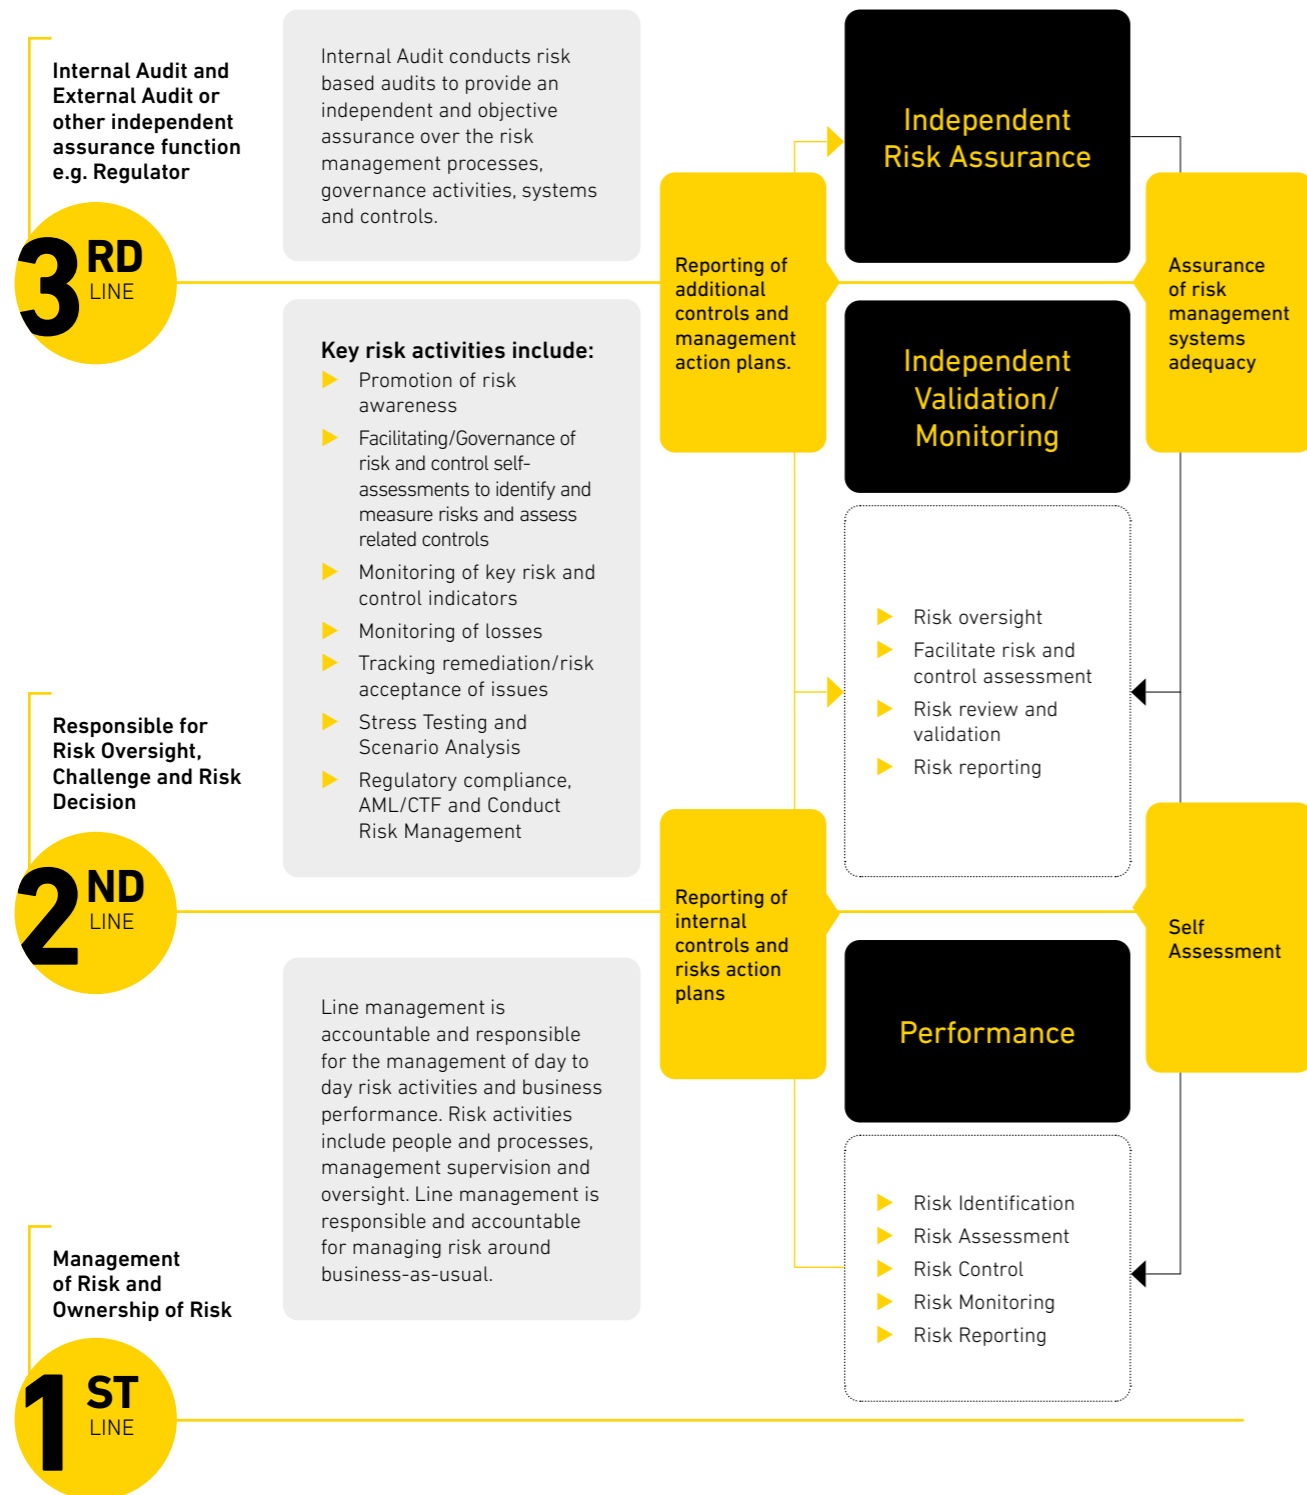 Internal Audit and
External Audit or
other independent
assurance function
e.g. Regulator
3RD
LINE
Internal Audit conducts risk
based audits to provide an
independent and objective
assurance over the risk
management processes,
governance activities, systems
and controls.
Reporting of
additional
controls and
management
action plans.
Independent
Risk Assurance
Assurance
of risk
management
systems
adequacy
Key risk activities include:
Promotion of risk
awareness
Facilitating/Governance of
risk and control self-
assessments to identify and
measure risks and assess
related controls
Monitoring of key risk and
control indicators
Monitoring of losses
Tracking remediation/risk
acceptance of issues
Stress Testing and
Scenario Analysis
Regulatory compliance,
AML/CTF and Conduct
Risk Management
Independent
Validation/
Monitoring
Risk oversight
Facilitate risk and
control assessment
Risk review and
validation
Risk reporting
Responsible for
Risk Oversight,
Challenge and Risk
Decision
2ND
LINE
Reporting of
internal
controls and
risks action
plans
Self
Assessment
Line management is
accountable and responsible
for the management of day to
day risk activities and business
performance. Risk activities
include people and processes,
management supervision and
oversight. Line management is
responsible and accountable
for managing risk around
business-as-usual.
Performance
Risk Identification
Risk Assessment
Risk Control
Risk Monitoring
Risk Reporting
Management
of Risk and
Ownership of Risk
1ST
LINE